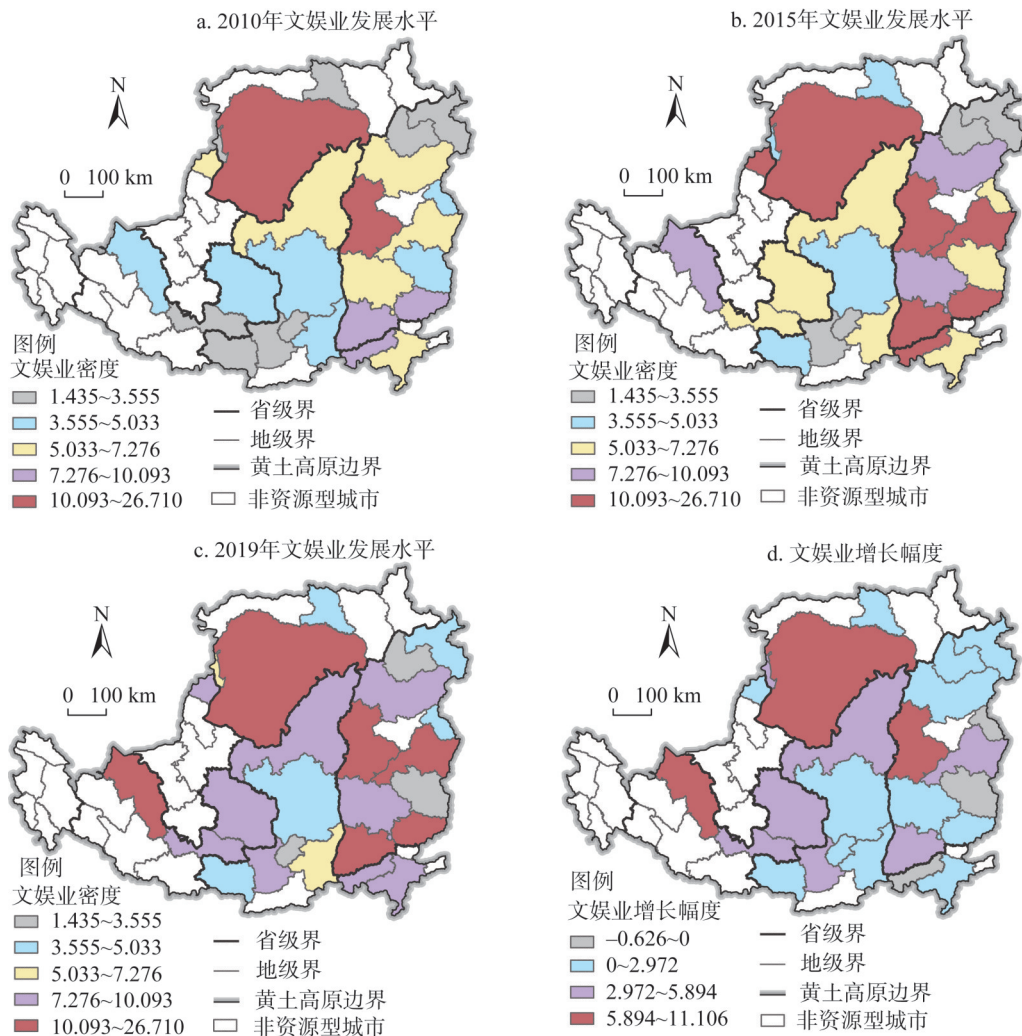 a. 2010年文娱业发展水平
N
0 100 km
图例
文娱业密度
1.435~3.555
3.555~5.033
5.033~7.276
7.276~10.093
10.093~26.710
省级界
地级界
黄土高原边界
非资源型城市
b. 2015年文娱业发展水平
N
0 100 km
图例
文娱业密度
1.435~3.555
3.555~5.033
5.033~7.276
7.276~10.093
10.093~26.710
省级界
地级界
黄土高原边界
非资源型城市
c. 2019年文娱业发展水平
N
0 100 km
图例
文娱业密度
1.435~3.555
3.555~5.033
5.033~7.276
7.276~10.093
10.093~26.710
省级界
地级界
黄土高原边界
非资源型城市
d. 文娱业增长幅度
N
0 100 km
图例
文娱业增长幅度
−0.626~0
0~2.972
2.972~5.894
5.894~11.106
省级界
地级界
黄土高原边界
非资源型城市